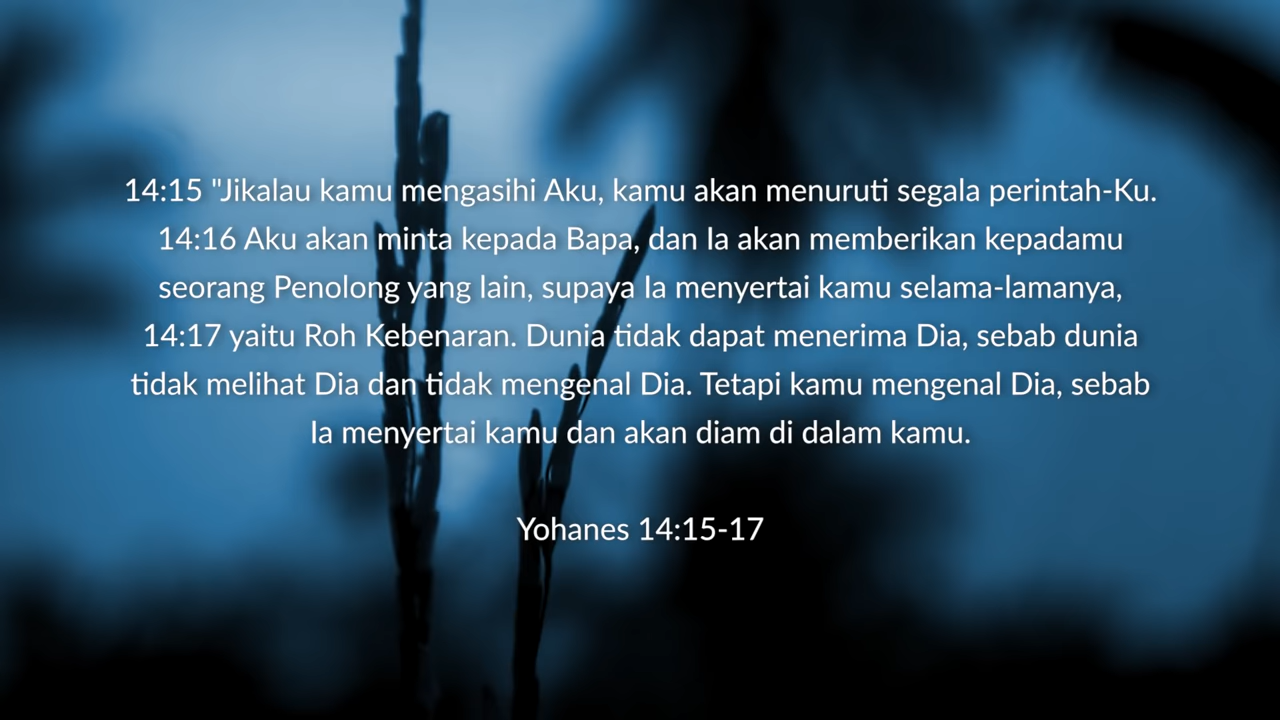 14:15 "Jikalau kamu mengasihi Aku, kamu akan menuruti segala perintah-Ku.
14:16 Aku akan minta kepada Bapa, dan Ia akan memberikan kepadamu
seorang Penolong yang lain, supaya Ia menyertai kamu selama-lamanya,
14:17 yaitu Roh Kebenaran. Dunia tidak dapat menerima Dia, sebab dunia
tidak melihat Dia dan tidak mengenal Dia. Tetapi kamu mengenal Dia, sebab
Ia menyertai kamu dan akan diam di dalam kamu.
Yohanes 14:15-17